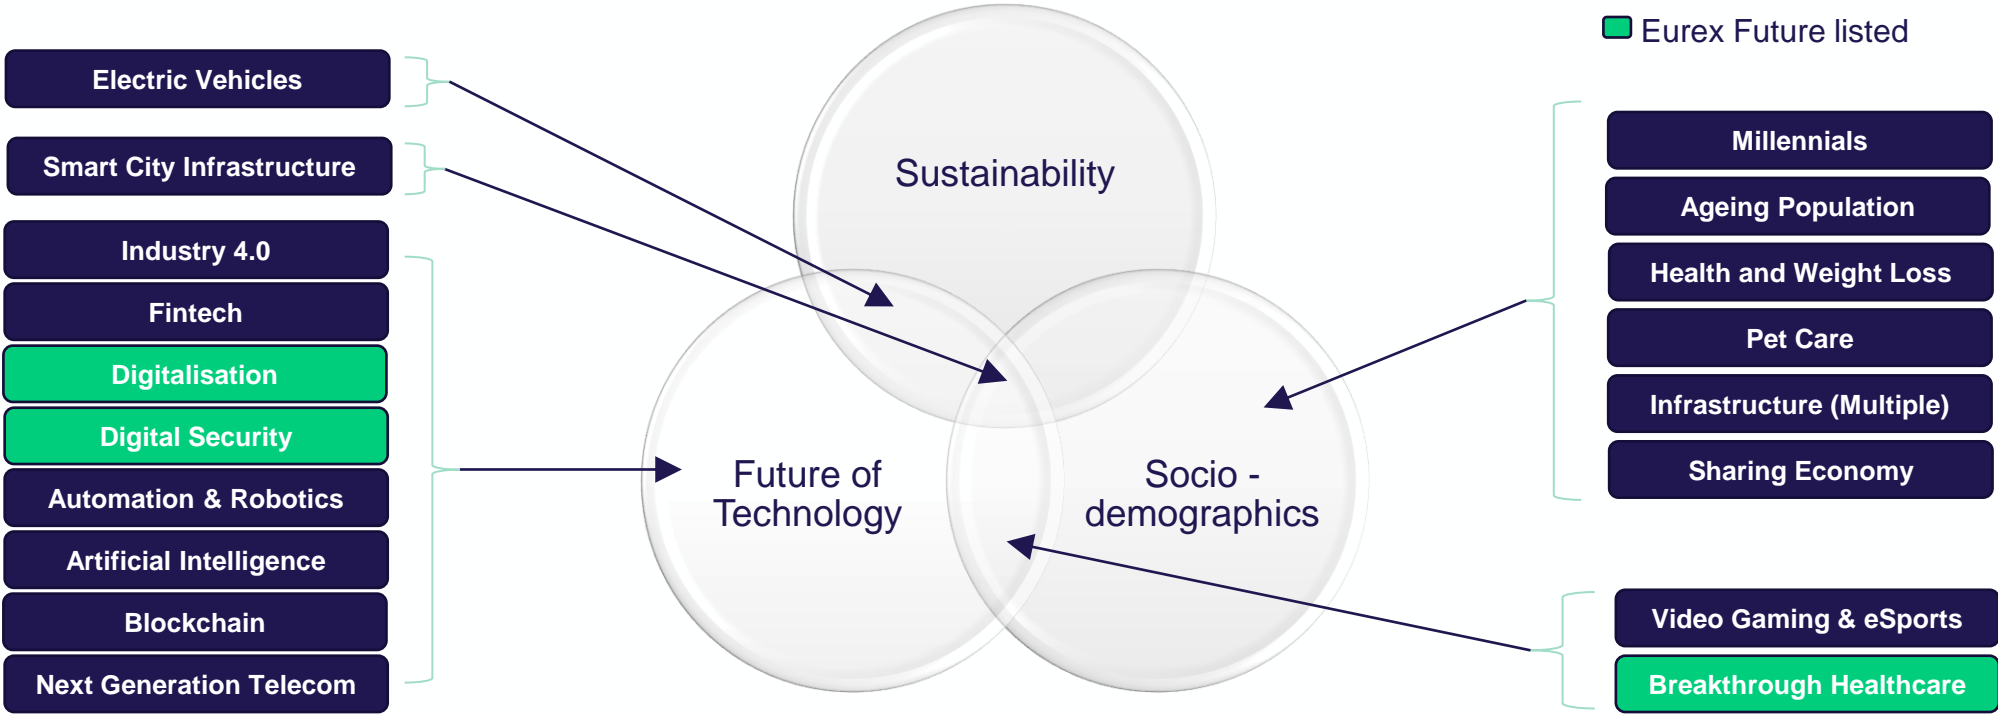 Eurex Future listed
Electric Vehicles
Smart City Infrastructure
Industry 4.0
Fintech
Digitalisation
Digital Security
Automation & Robotics
Artificial Intelligence
Blockchain
Next Generation Telecom
Sustainability
Future of
Technology
Socio -
demographics
Millennials
Ageing Population
Health and Weight Loss
Pet Care
Infrastructure (Multiple)
Sharing Economy
Video Gaming & eSports
Breakthrough Healthcare